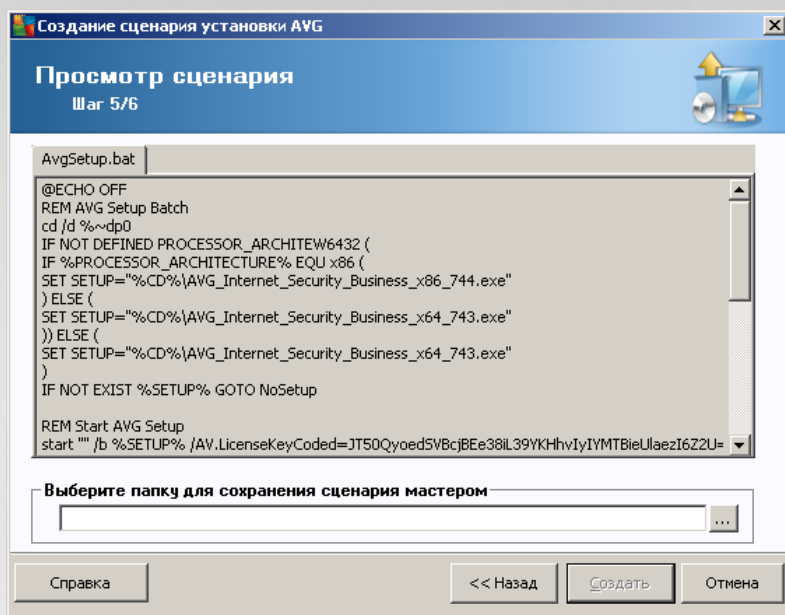 Создание сценария установки AVG
Просмотр сценария
Шаг 5/6
AvgSetup.bat
@ECHO OFF
REM AVG Setup Batch
cd /d %~dp0
IF NOT DEFINED PROCESSOR_ARCHITEW6432 (
IF %PROCESSOR_ARCHITECTURE% EQU x86 (
SET SETUP="%CD%\AVG_Internet_Security_Business_x86_744.exe"
) ELSE (
SET SETUP="%CD%\AVG_Internet_Security_Business_x64_743.exe"
)) ELSE (
SET SETUP="%CD%\AVG_Internet_Security_Business_x64_743.exe"
)
IF NOT EXIST %SETUP% GOTO NoSetup
REM Start AVG Setup
start "" /b %SETUP% /AV.LicenseKeyCoded=JT50QyoedSVBcjBEe38iL39YKHhvIyIYMTBieUlaezI6Z2U=
Выберите папку для сохранения сценария мастером
...
Справка
<< Назад
Создать
Отмена